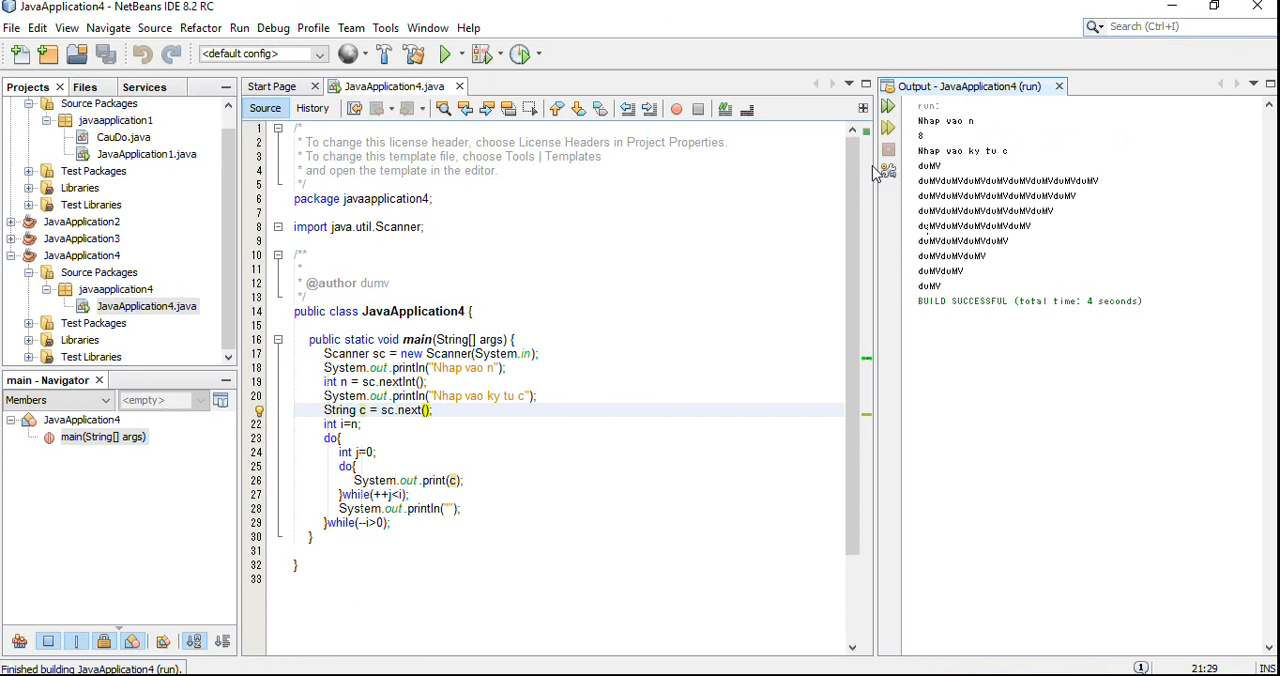 JavaApplication4 - NetBeans IDE 8.2 RC
File Edit View Navigate Source Refactor Run Debug Profile Team Tools Window Help
Search (Ctrl+I)
<default config>
Projects Files Services
Source Packages
javaapplication1
CauDo.java
JavaApplication1.java
Test Packages
Libraries
Test Libraries
JavaApplication2
JavaApplication3
JavaApplication4
Source Packages
javaapplication4
JavaApplication4.java
Test Packages
Libraries
Test Libraries
main - Navigator
Members <empty>
JavaApplication4
main(String[] args)
Finished building JavaApplication4 (run).
Start Page JavaApplication4.java
Source History
1 /*
2 * To change this license header, choose License Headers in Project Properties.
3 * To change this template file, choose Tools | Templates
4 * and open the template in the editor.
5 */
6 package javaapplication4;
7
8 import java.util.Scanner;
9
10 /**
11 *
12 * @author dumv
13 */
14 public class JavaApplication4 {
15
16 public static void main(String[] args) {
17 Scanner sc = new Scanner(System.in);
18 System.out.println("Nhap vao n");
19 int n = sc.nextInt();
20 System.out.println("Nhap vao ky tu c");
String c = sc.next();
22 int i=n;
23 do{
24 int j=0;
25 do{
26 System.out.print(c);
27 }while(++j<i);
28 System.out.println("");
29 }while(--i>0);
30 }
31
32 }
33
Output - JavaApplication4 (run)
run:
Nhap vao n
8
Nhap vao ky tu c
duMV
duMVduMVduMVduMVduMVduMVduMVduMV
duMVduMVduMVduMVduMVduMVduMV
duMVduMVduMVduMVduMVduMV
duMVduMVduMVduMVduMV
duMVduMVduMVduMV
duMVduMVduMV
duMVduMV
duMV
BUILD SUCCESSFUL (total time: 4 seconds)
1 21:29 INS